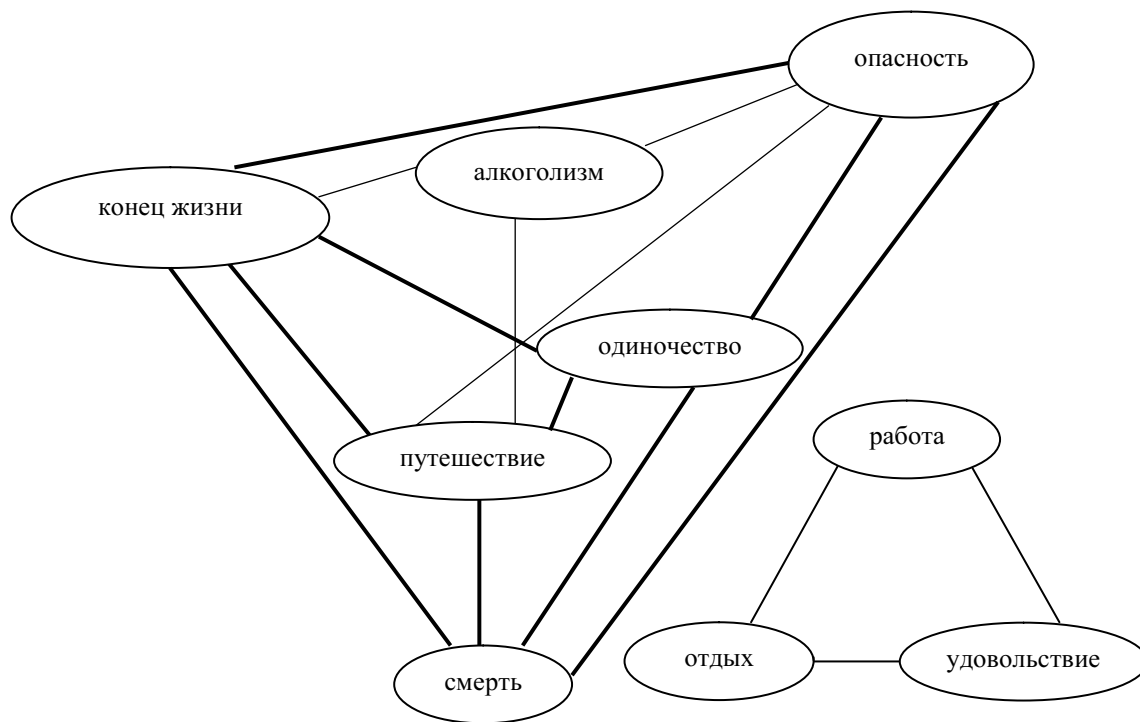 опасность
алкоголизм
конец жизни
одиночество
работа
путешествие
отдых
удовольствие
смерть